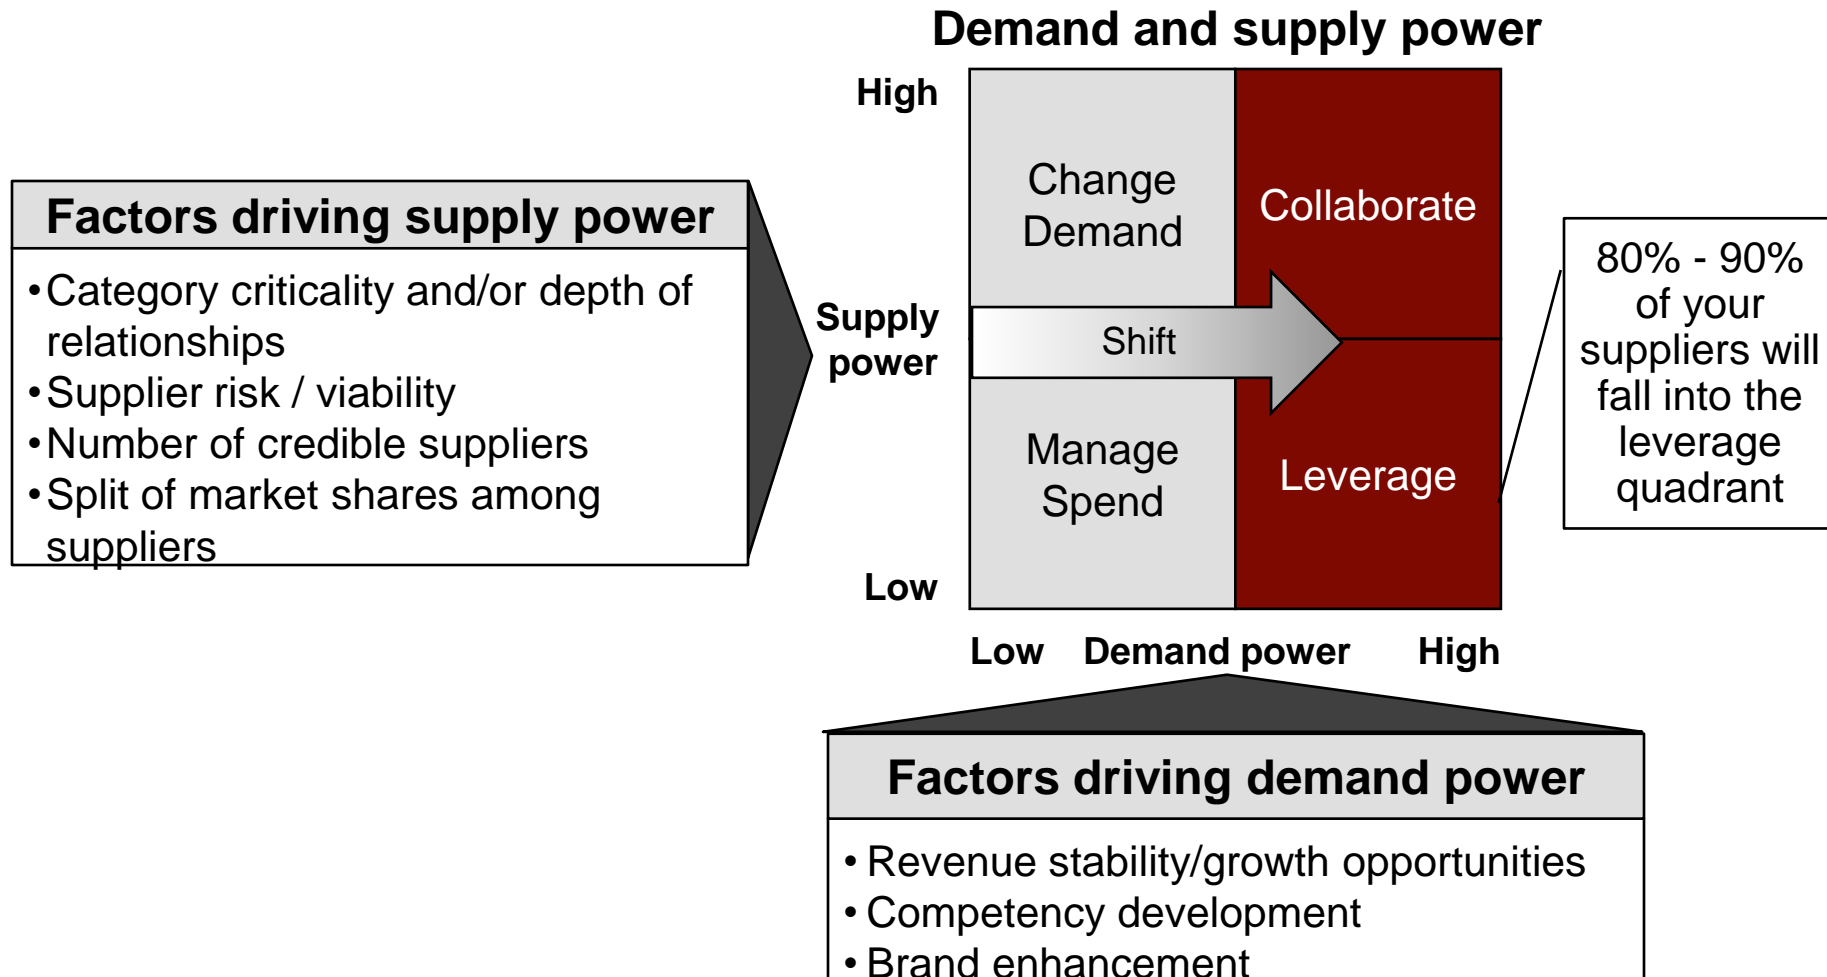 Demand and supply power
High
Change
Demand
Collaborate
Factors driving supply power
•Category criticality and/or depth of
relationships
•Supplier risk / viability
•Number of credible suppliers
•Split of market shares among
suppliers
Supply
power
Shift
80% - 90%
of your
suppliers will
fall into the
leverage
quadrant
Manage
Spend
Leverage
Low
Low Demand power High
Factors driving demand power
• Revenue stability/growth opportunities
• Competency development
• Brand enhancement